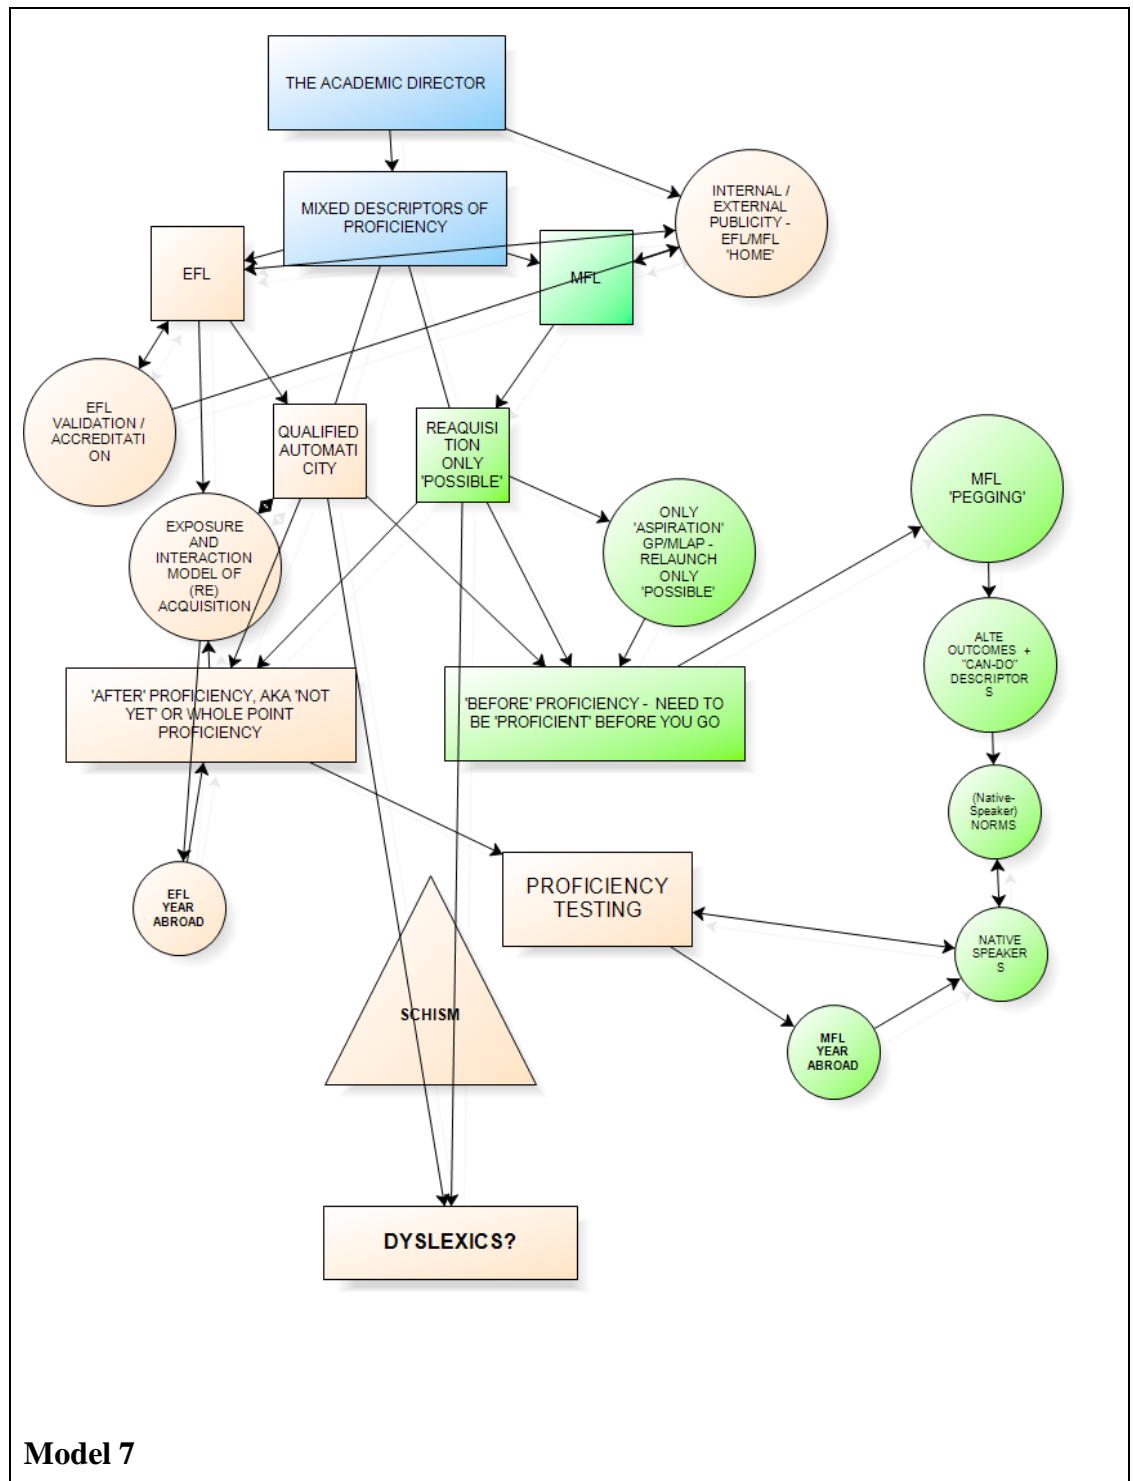 THE ACADEMIC DIRECTOR
MIXED DESCRIPTORS OF
PROFICIENCY
INTERNAL /
EXTERNAL
PUBLICITY -
EFL/MFL
'HOME'
EFL
MFL
EFL
VALIDATION /
ACCREDITATI
ON
QUALIFIED
AUTOMATI
CITY
REAQUISI
TION
ONLY
'POSSIBLE'
MFL
'PEGGING'
ONLY
'ASPIRATION'
GP/MLAP -
RELAUNCH
ONLY
'POSSIBLE'
EXPOSURE
AND
INTERACTION
MODEL OF
(RE)
ACQUISITION
ALTE
OUTCOMES +
"CAN-DO"
DESCRIPTOR
S
'AFTER' PROFICIENCY, AKA 'NOT
YET' OR WHOLE POINT
PROFICIENCY
'BEFORE' PROFICIENCY - NEED TO
BE 'PROFICIENT' BEFORE YOU GO
(Native-
Speaker)
NORMS
EFL
YEAR
ABROAD
PROFICIENCY
TESTING
NATIVE
SPEAKER
S
SCHISM
MFL
YEAR
ABROAD
DYSLEXICS?
Model 7